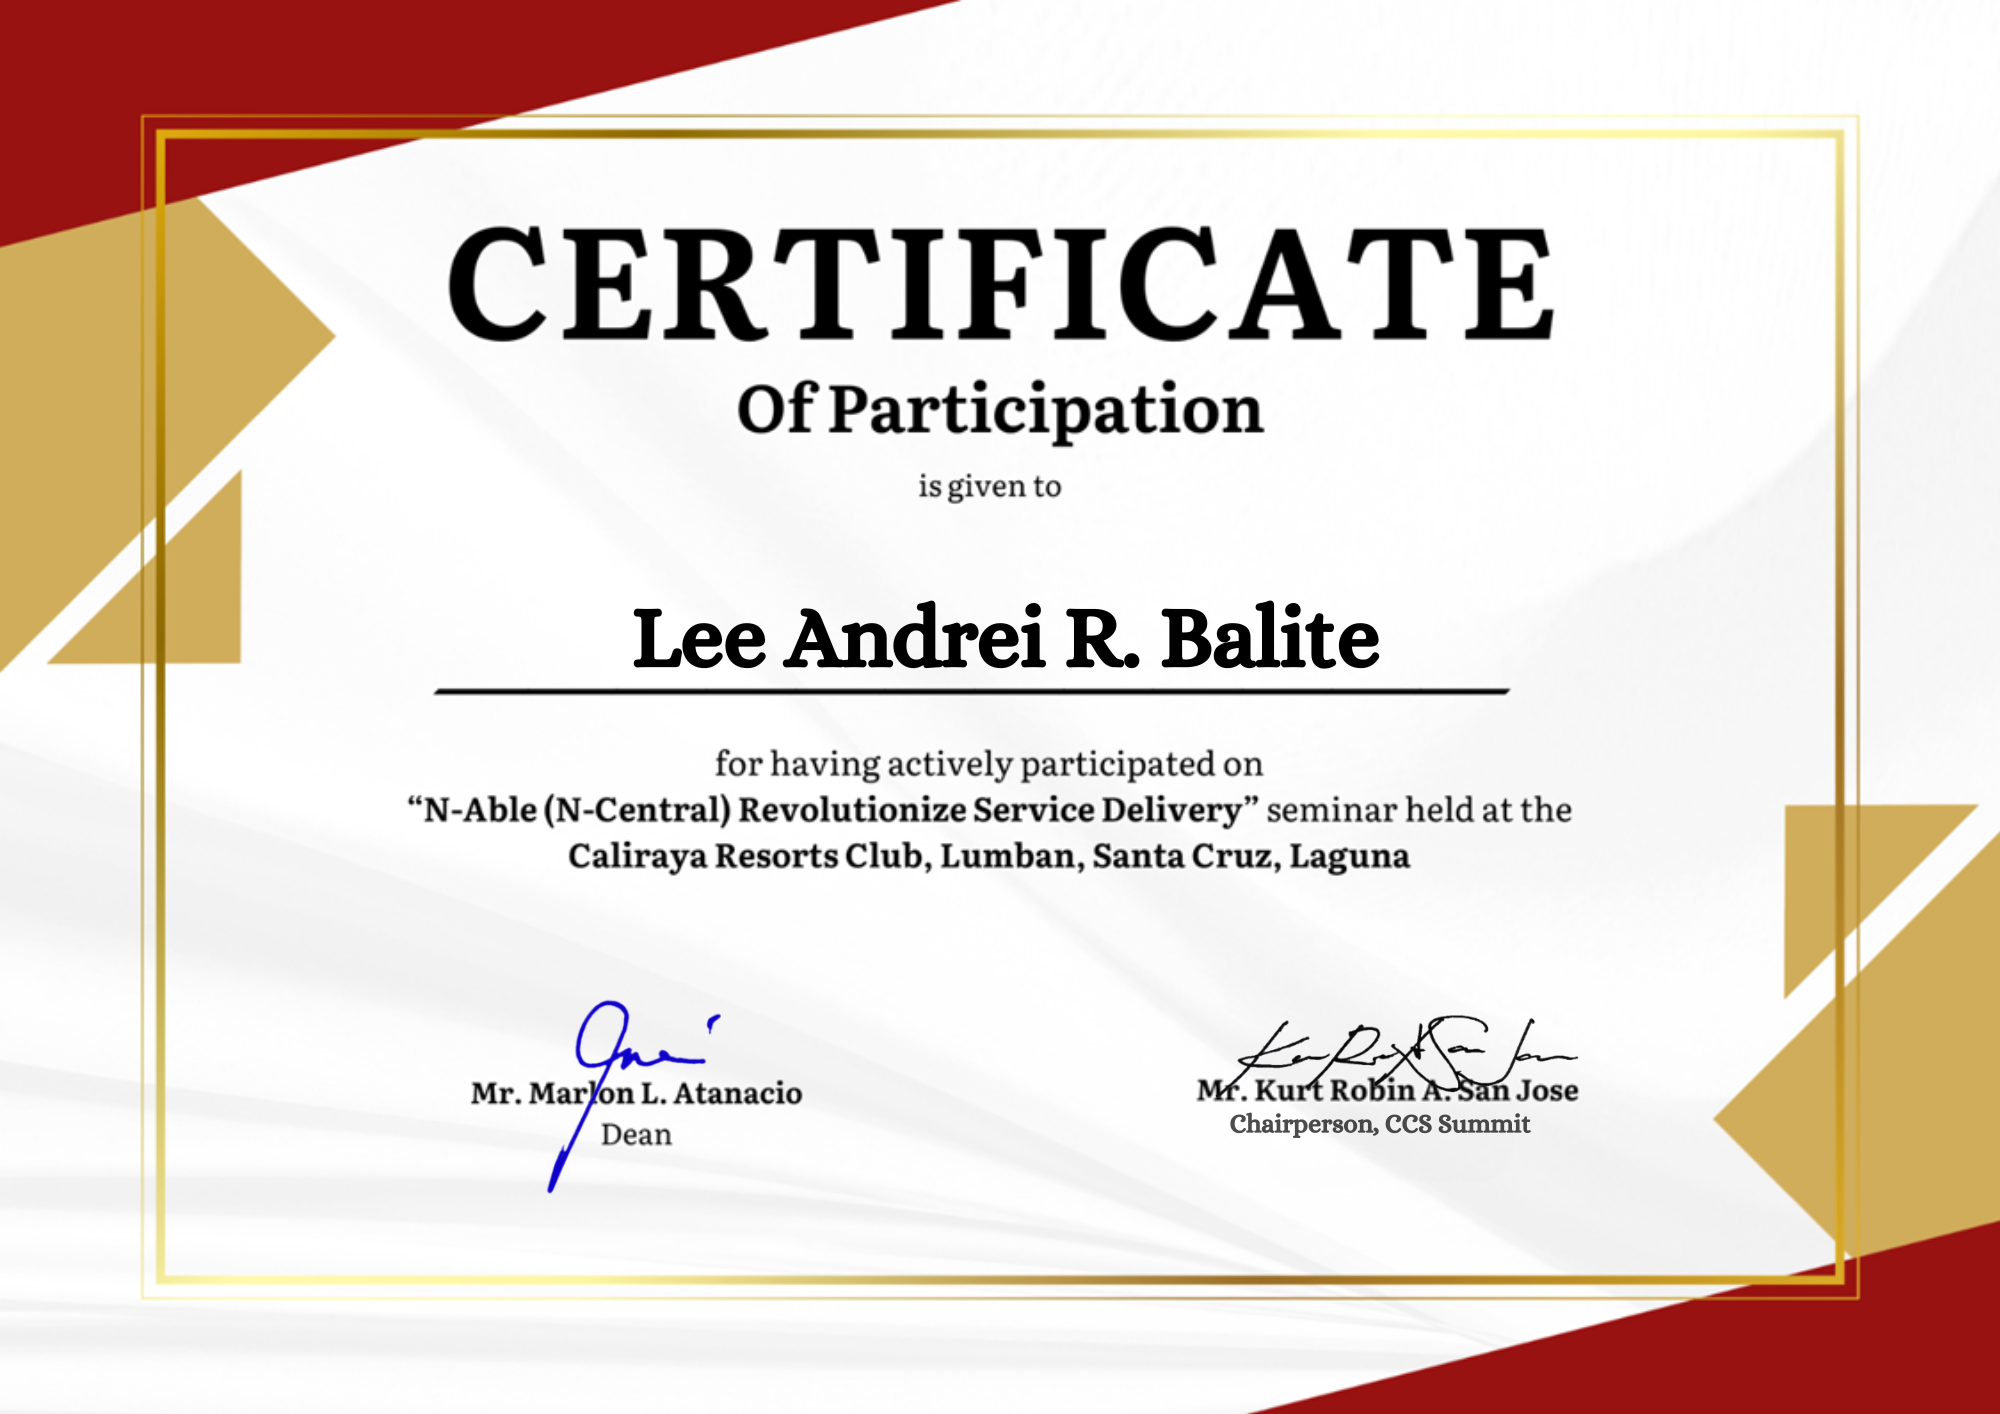 CERTIFICATE
Of Participation
is given to
Lee Andrei R. Balite
for having actively participated on
“N-Able (N-Central) Revolutionize Service Delivery” seminar held at the
Caliraya Resorts Club, Lumban, Santa Cruz, Laguna
Mr. Marlon L. Atanacio
Dean
Mr. Kurt Robin A. San Jose
Chairperson, CCS Summit